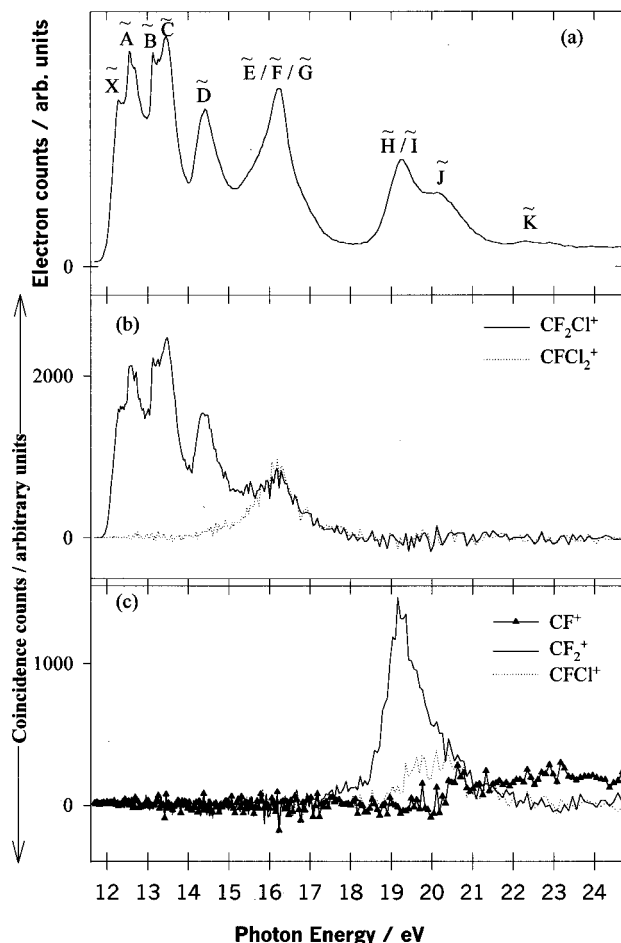 (a)
X̃ Ã B̃ C̃ D̃ Ẽ / F̃ / G̃ H̃ / Ĩ J̃ K̃
Electron counts / arb. units
0
(b)
CF₂Cl⁺
CFCl₂⁺
2000
0
(c)
CF⁺
CF₂⁺
CFCl⁺
1000
0
Coincidence counts / arbitrary units
12 13 14 15 16 17 18 19 20 21 22 23 24
Photon Energy / eV